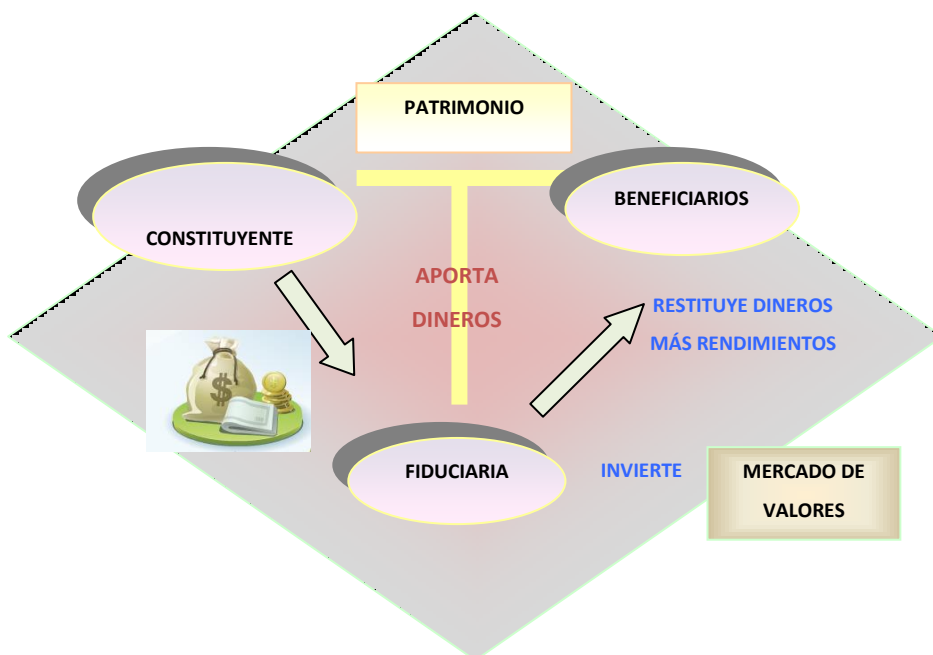 PATRIMONIO
CONSTITUYENTE
BENEFICIARIOS
APORTA
DINEROS
RESTITUYE DINEROS
MÁS RENDIMIENTOS
$
FIDUCIARIA
INVIERTE
MERCADO DE
VALORES